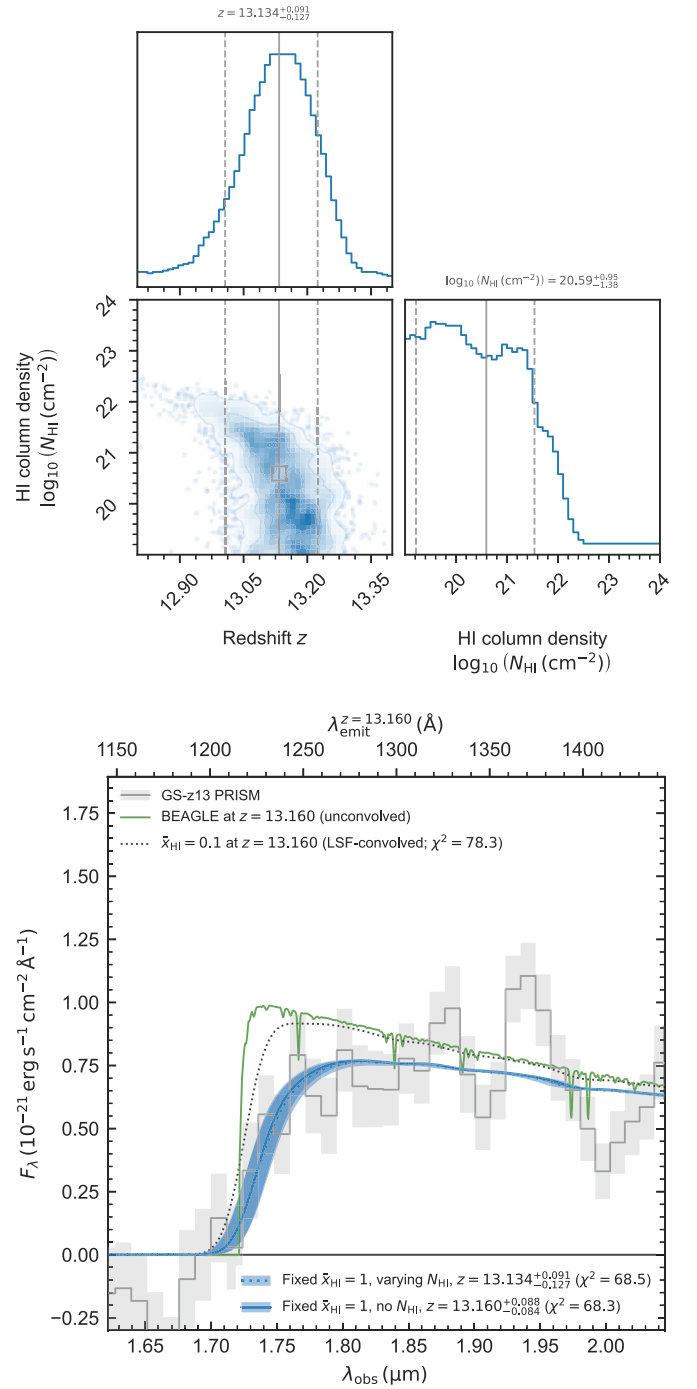 z = 13.134^{+0.091}_{-0.127}
HI column density
log₁₀ (N_HI (cm⁻²))
24
23
22
21
20
12.90
13.05
13.20
13.35
Redshift z
log₁₀ (N_HI (cm⁻²)) = 20.59^{+0.95}_{-1.38}
20
21
22
23
24
HI column density
log₁₀ (N_HI (cm⁻²))
λ_emit^{z = 13.160} (Å)
1150 1200 1250 1300 1350 1400
GS-z13 PRISM
BEAGLE at z = 13.160 (unconvolved)
x̄_HI = 0.1 at z = 13.160 (LSF-convolved; χ² = 78.3)
F_λ (10⁻²¹ erg s⁻¹ cm⁻² Å⁻¹)
1.75
1.50
1.25
1.00
0.75
0.50
0.25
0.00
−0.25
Fixed x̄_HI = 1, varying N_HI, z = 13.134^{+0.091}_{-0.127} (χ² = 68.5)
Fixed x̄_HI = 1, no N_HI, z = 13.160^{+0.088}_{-0.084} (χ² = 68.3)
1.65 1.70 1.75 1.80 1.85 1.90 1.95 2.00
λ_obs (μm)